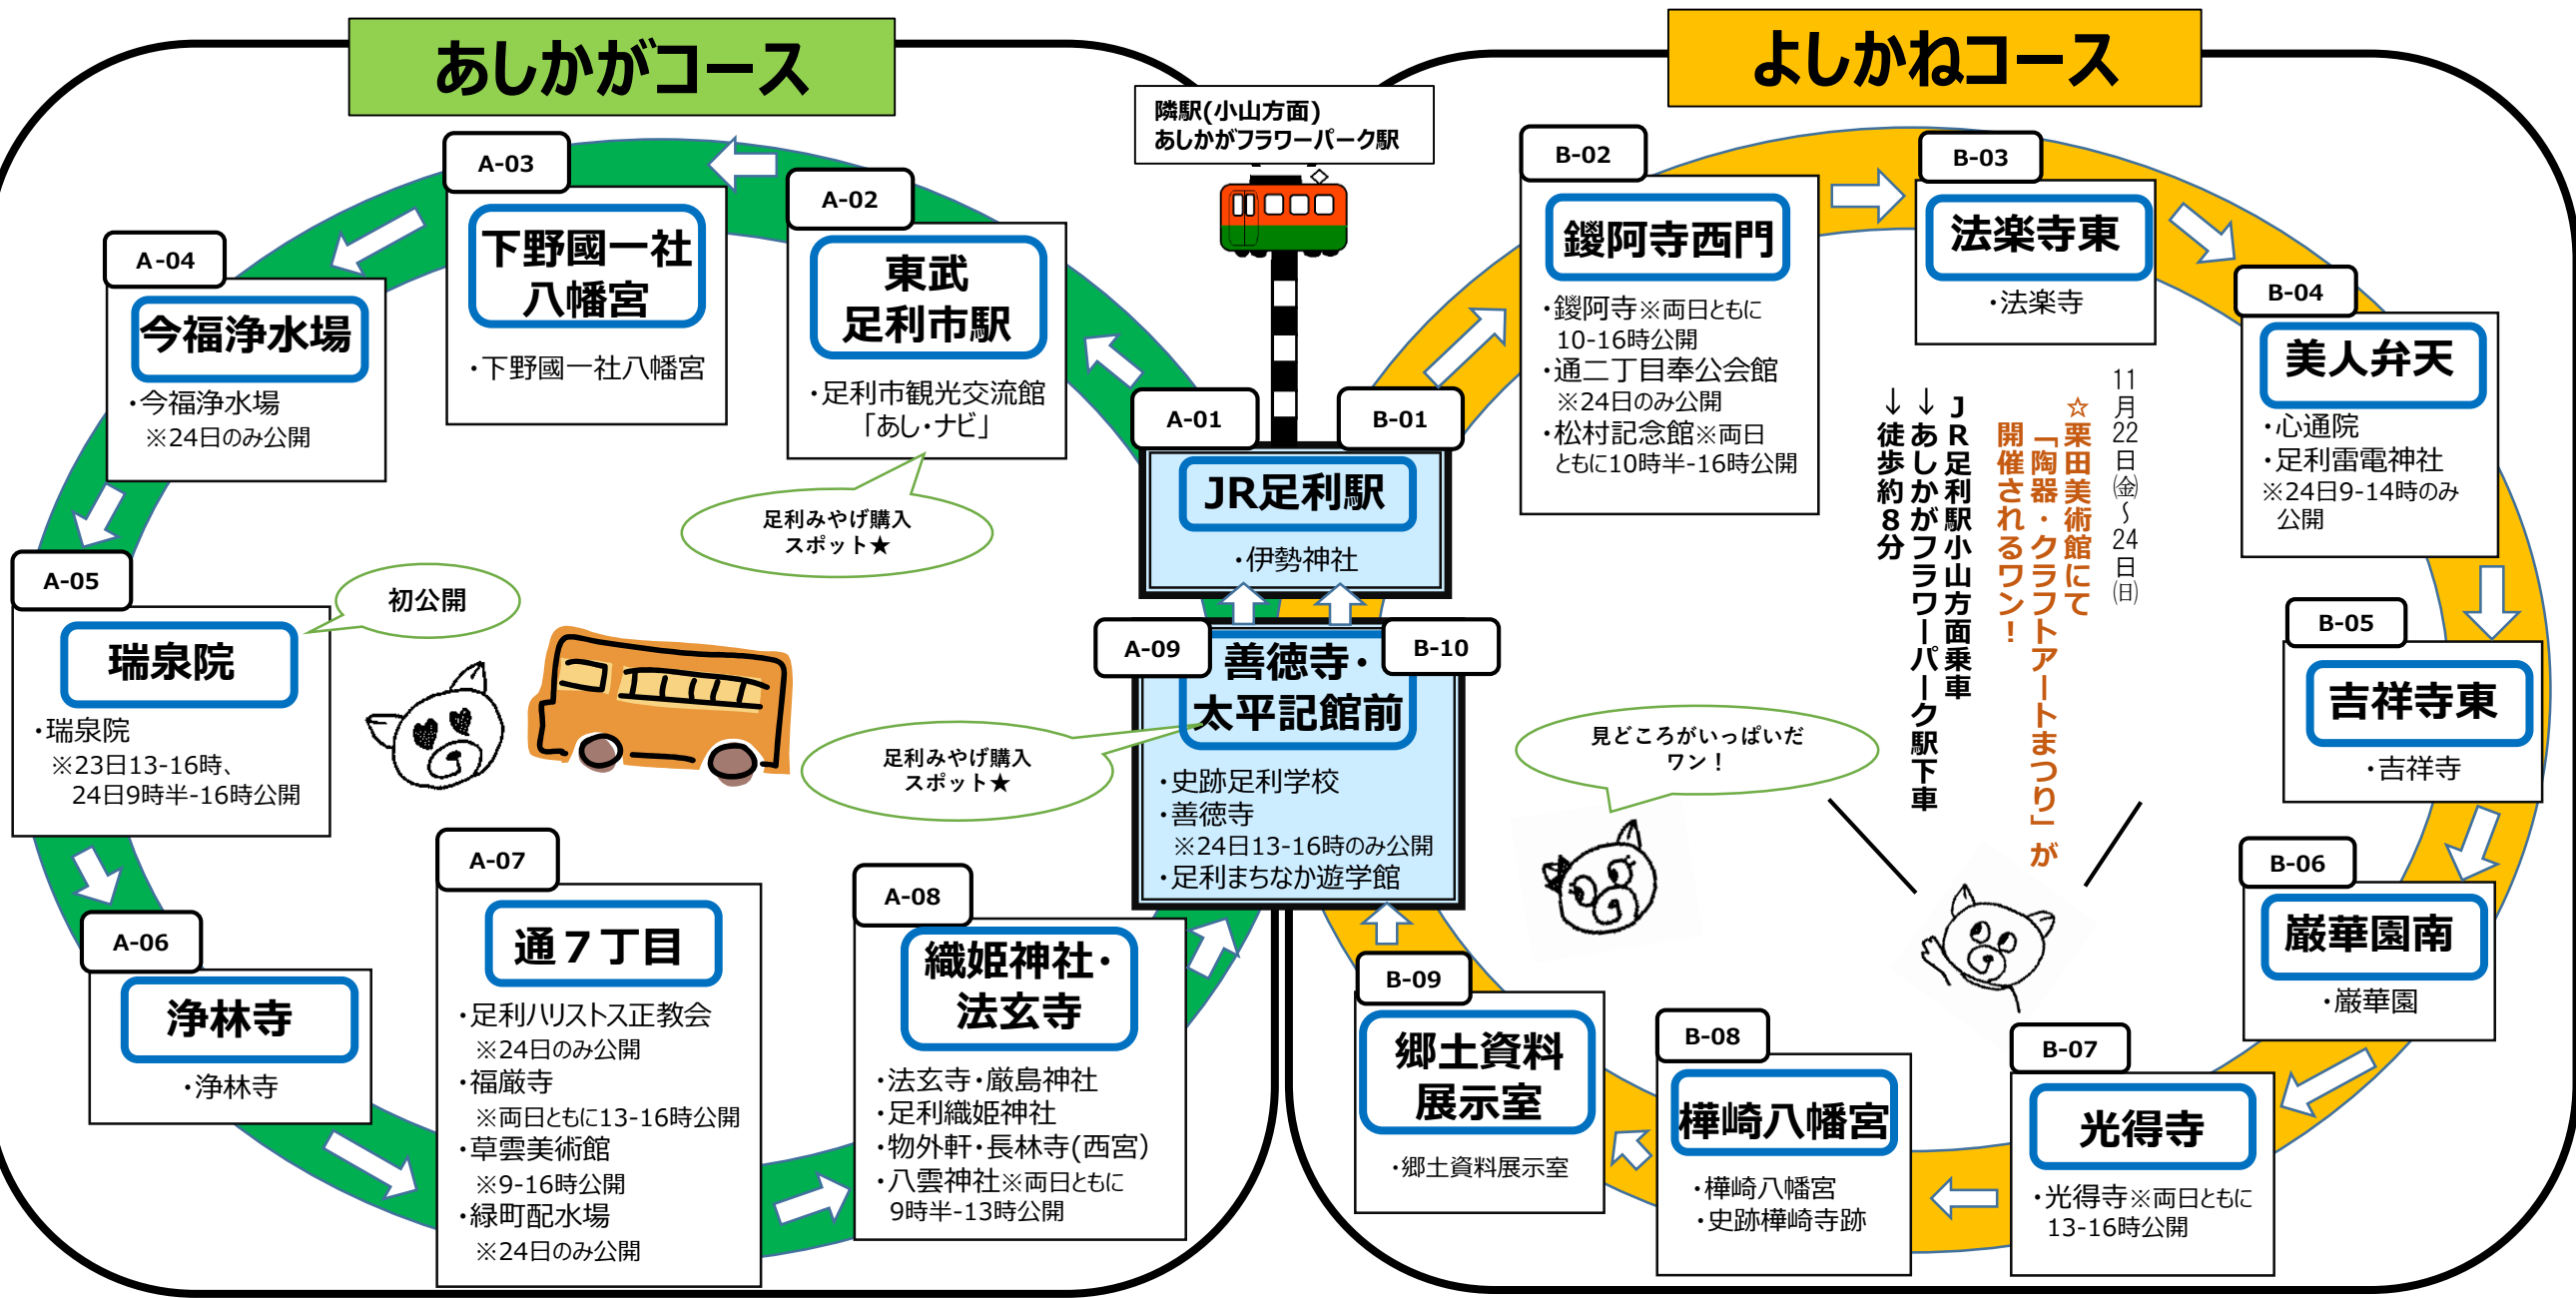 あしかがコース
よしかねコース
隣駅(小山方面)
あしかがフラワーパーク駅
A-01
B-01
JR足利駅
・伊勢神社
A-02
東武
足利市駅
・足利市観光交流館
「あし・ナビ」
足利みやげ購入
スポット★
A-03
下野國一社
八幡宮
・下野國一社八幡宮
A-04
今福浄水場
・今福浄水場
※24日のみ公開
A-05
瑞泉院
・瑞泉院
※23日13-16時、
24日9時半-16時公開
初公開
A-06
浄林寺
・浄林寺
A-07
通7丁目
・足利ハリストス正教会
※24日のみ公開
・福厳寺
※両日ともに13-16時公開
・草雲美術館
※9-16時公開
・緑町配水場
※24日のみ公開
A-08
織姫神社・
法玄寺
・法玄寺・厳島神社
・足利織姫神社
・物外軒・長林寺(西宮)
・八雲神社※両日ともに
9時半-13時公開
A-09
B-10
善徳寺・
太平記館前
・史跡足利学校
・善徳寺
※24日13-16時のみ公開
・足利まちなか遊学館
足利みやげ購入
スポット★
B-02
鑁阿寺西門
・鑁阿寺※両日ともに
10-16時公開
・通二丁目奉公会館
※24日のみ公開
・松村記念館※両日
ともに10時半-16時公開
B-03
法楽寺東
・法楽寺
B-04
美人弁天
・心通院
・足利雷電神社
※24日9-14時のみ
公開
B-05
吉祥寺東
・吉祥寺
B-06
巌華園南
・巌華園
B-07
光得寺
・光得寺※両日ともに
13-16時公開
B-08
樺崎八幡宮
・樺崎八幡宮
・史跡樺崎寺跡
B-09
郷土資料
展示室
・郷土資料展示室
11月22日㈮～24日㈰
☆栗田美術館にて
「陶器・クラフトアートまつり」が
開催されるワン！
JR足利駅小山方面乗車
→あしかがフラワーパーク駅下車
→徒歩約8分
見どころがいっぱいだ
ワン！